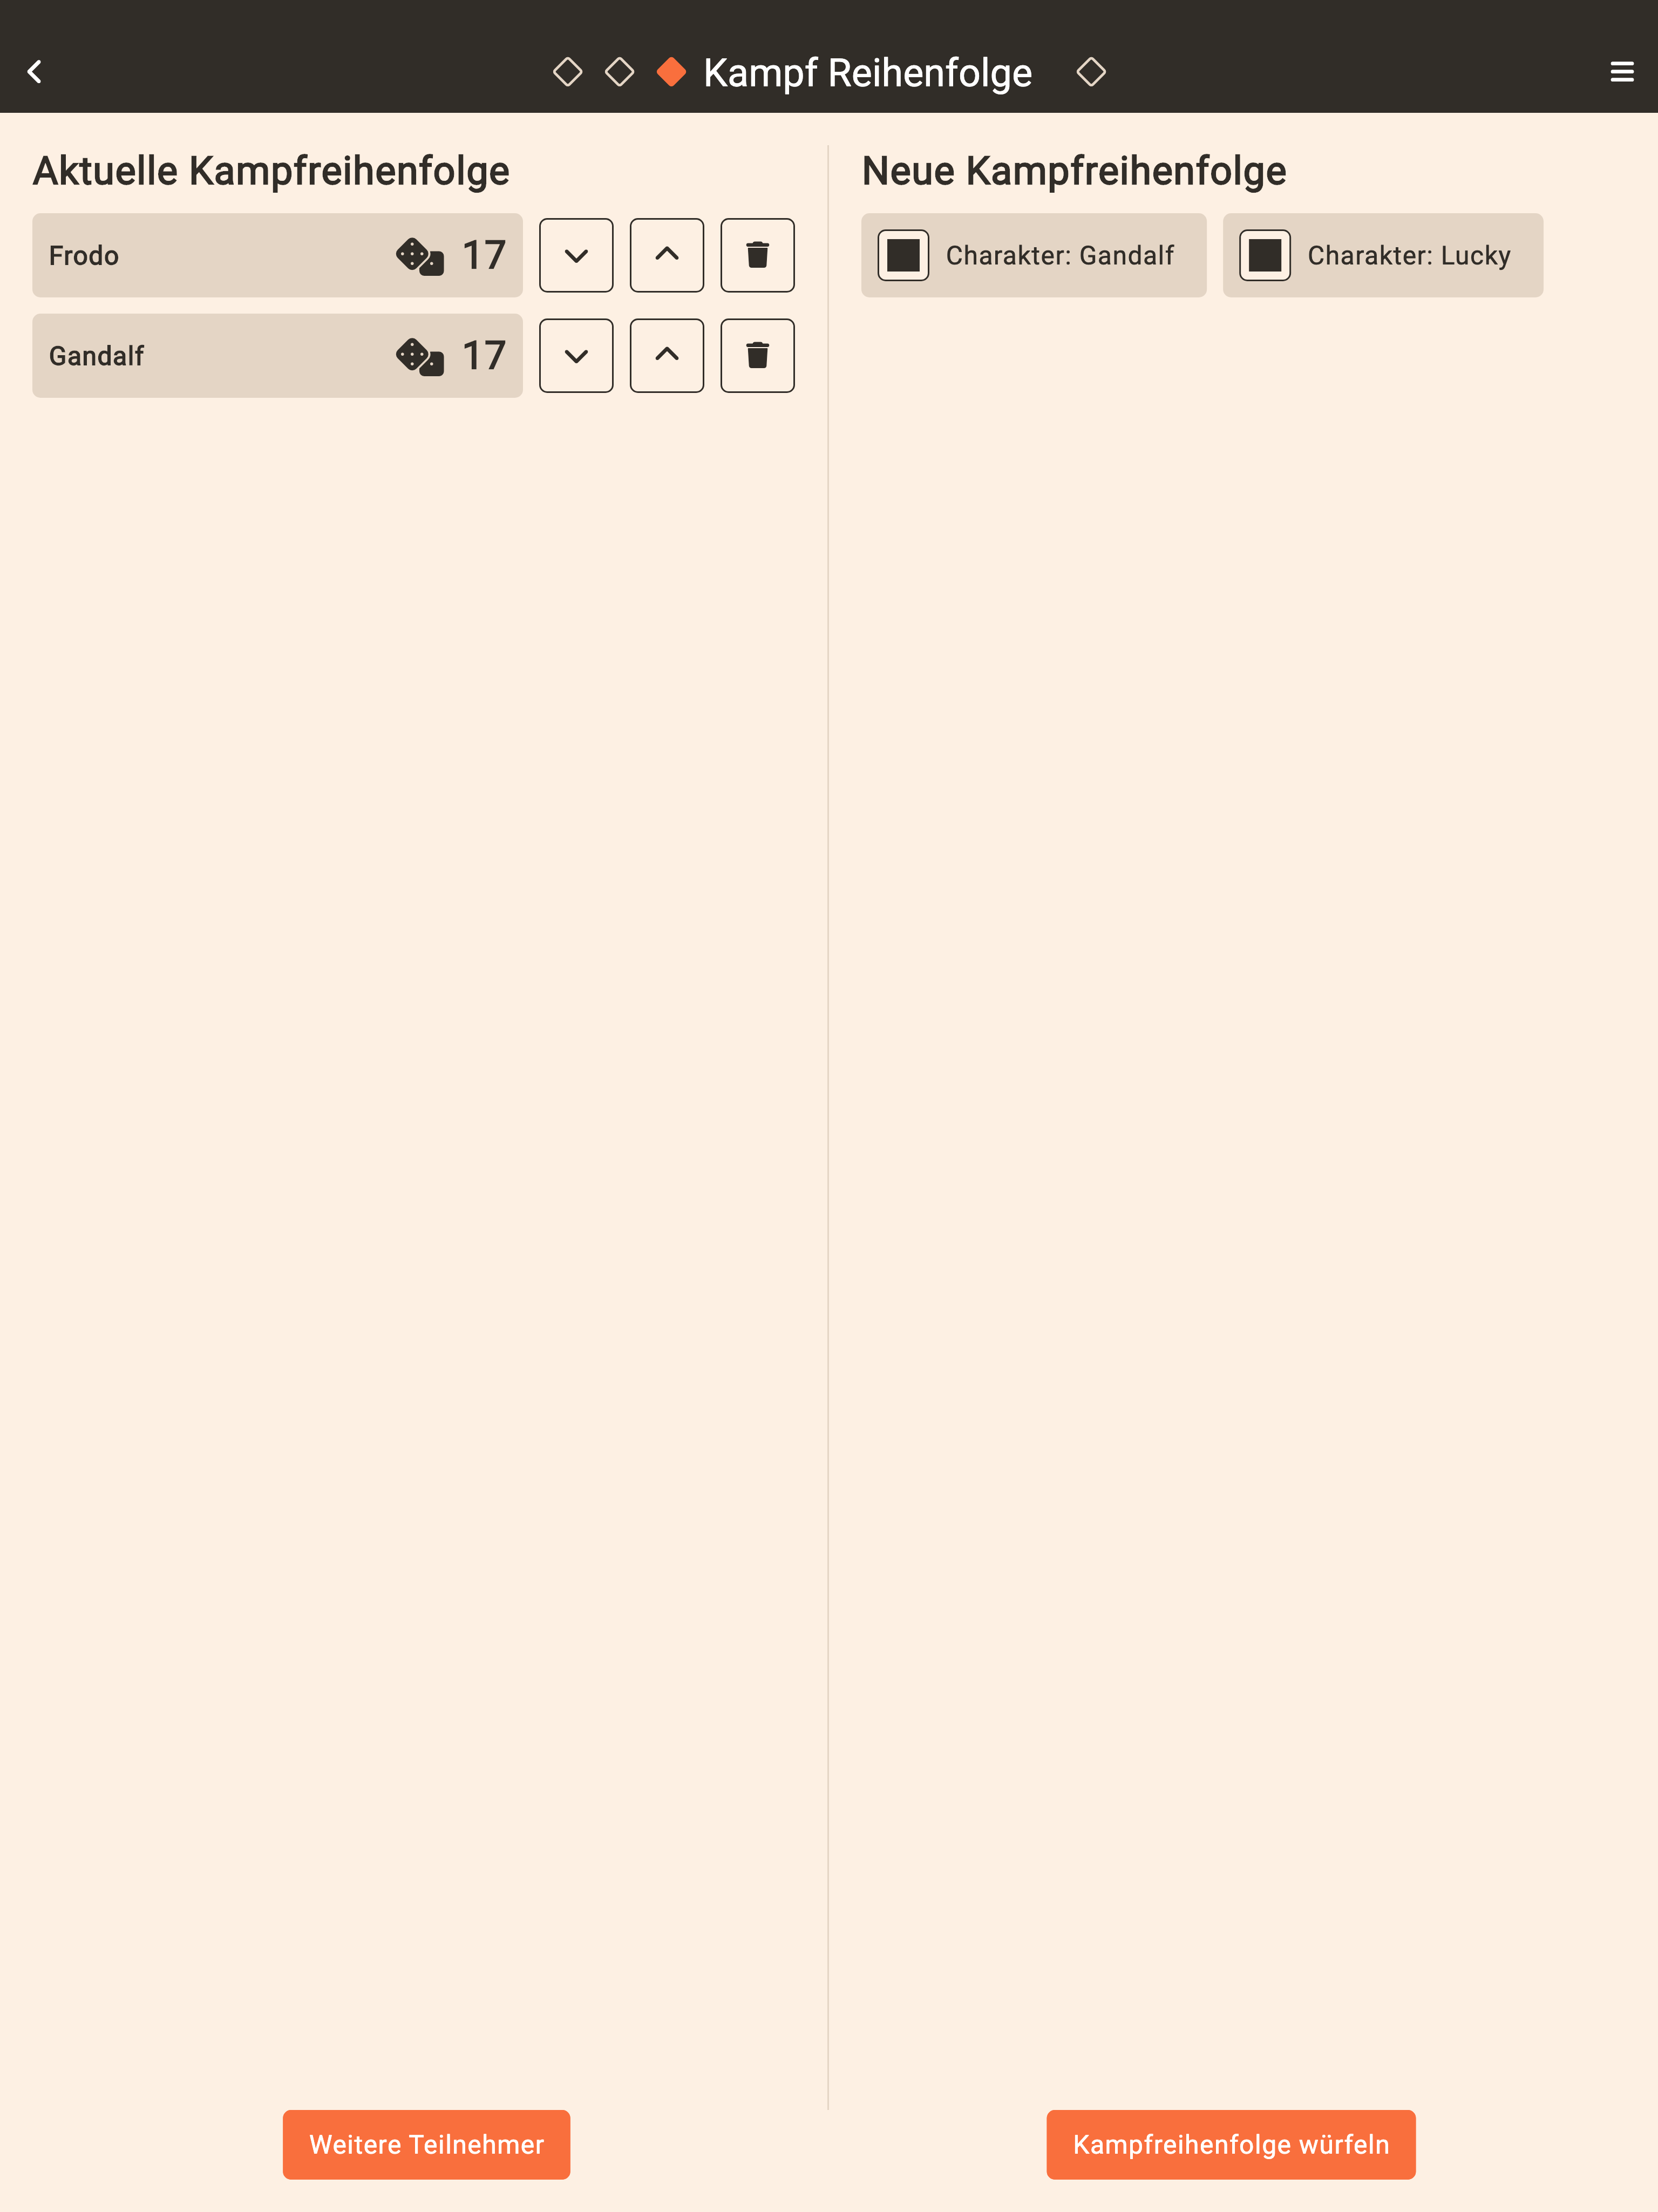 Kampf Reihenfolge
Aktuelle Kampfreihenfolge
Frodo 17
Gandalf 17
Neue Kampfreihenfolge
Charakter: Gandalf
Charakter: Lucky
Weitere Teilnehmer
Kampfreihenfolge würfeln